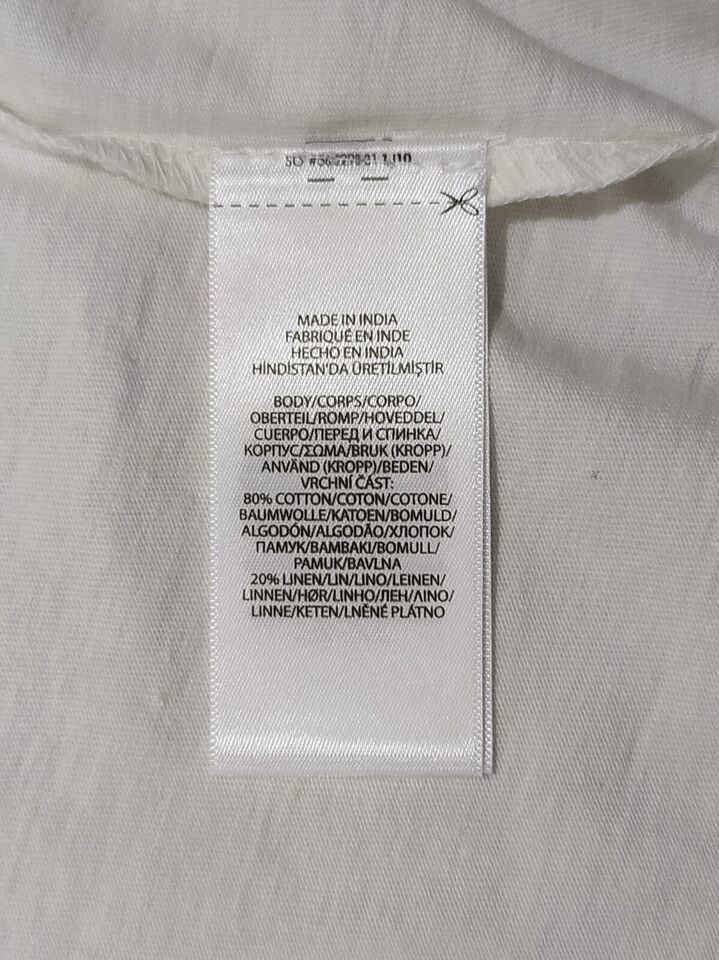 MADE IN INDIA
FABRIQUÉ EN INDE
HECHO EN INDIA
HİNDİSTAN'DA ÜRETİLMİŞTİR
BODY/CORPS/CORPO/
OBERTEIL/ROMP/HOVEDDEL/
CUERPO/ПЕРЕД И СПИНКА/
КОРПУС/ΣΩΜΑ/BRUK (KROPP)/
ANVÄND (KROPP)/BEDEN/
VRCHNÍ ČÁST:
80% COTTON/COTON/COTONE/
BAUMWOLLE/KATOEN/BOMULD/
ALGODÓN/ALGODÃO/ХЛОПОК/
ПАМУК/ΒΑΜΒΑΚΙ/BOMULL/
PAMUK/BAVLNA
20% LINEN/LIN/LINO/LEINEN/
LINNEN/HØR/LINHO/ЛЕН/ΛΙΝΟ/
LINNE/KETEN/LNĚNÉ PLÁTNO